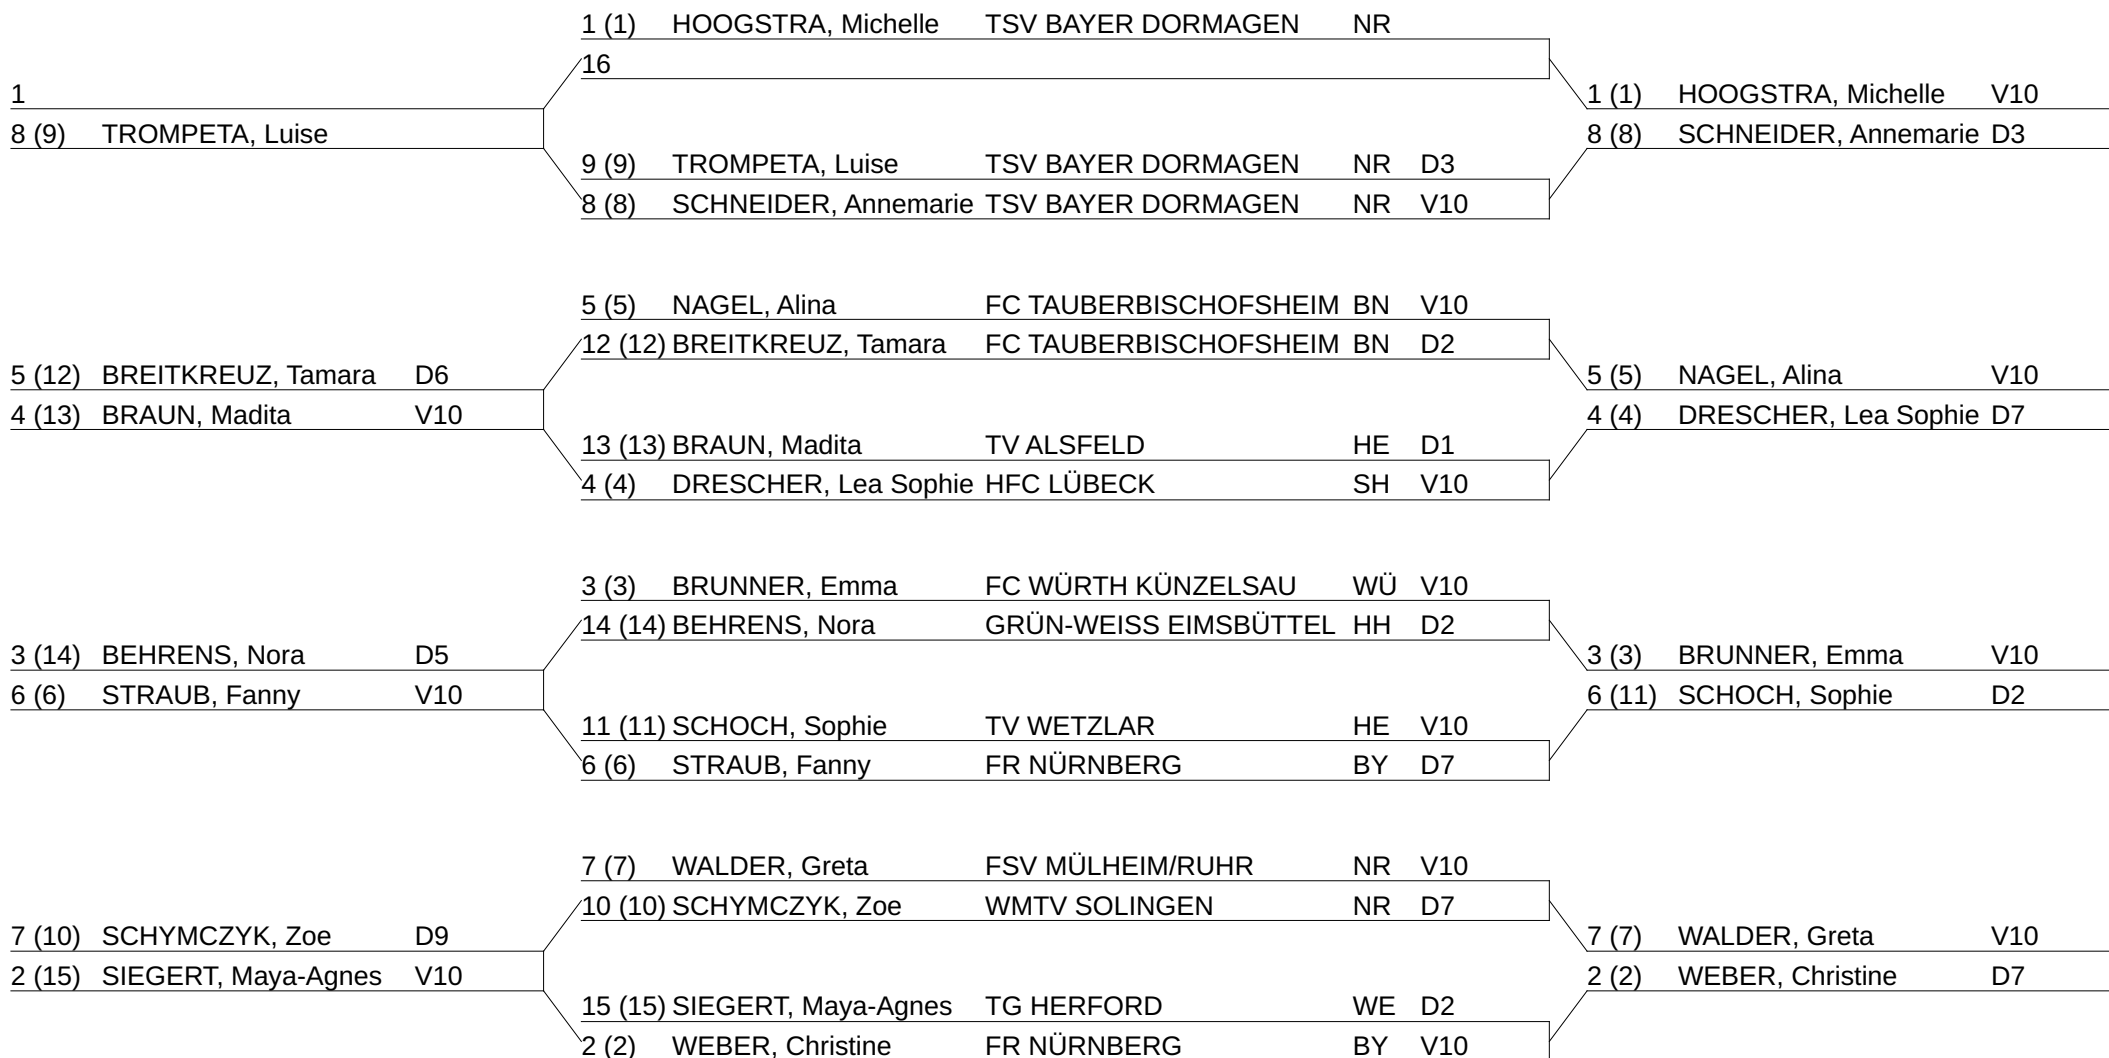 1 (1) HOOGSTRA, Michelle TSV BAYER DORMAGEN NR
16
1
1 (1) HOOGSTRA, Michelle V10
8 (9) TROMPETA, Luise
8 (8) SCHNEIDER, Annemarie D3
9 (9) TROMPETA, Luise TSV BAYER DORMAGEN NR D3
8 (8) SCHNEIDER, Annemarie TSV BAYER DORMAGEN NR V10
5 (5) NAGEL, Alina FC TAUBERBISCHOFSHEIM BN V10
12 (12) BREITKREUZ, Tamara FC TAUBERBISCHOFSHEIM BN D2
5 (12) BREITKREUZ, Tamara D6
5 (5) NAGEL, Alina V10
4 (13) BRAUN, Madita V10
4 (4) DRESCHER, Lea Sophie D7
13 (13) BRAUN, Madita TV ALSFELD HE D1
4 (4) DRESCHER, Lea Sophie HFC LÜBECK SH V10
3 (3) BRUNNER, Emma FC WÜRTH KÜNZELSAU WÜ V10
14 (14) BEHRENS, Nora GRÜN-WEISS EIMSBÜTTEL HH D2
3 (14) BEHRENS, Nora D5
3 (3) BRUNNER, Emma V10
6 (6) STRAUB, Fanny V10
6 (11) SCHOCH, Sophie D2
11 (11) SCHOCH, Sophie TV WETZLAR HE V10
6 (6) STRAUB, Fanny FR NÜRNBERG BY D7
7 (7) WALDER, Greta FSV MÜLHEIM/RUHR NR V10
10 (10) SCHYMCZYK, Zoe WMTV SOLINGEN NR D7
7 (10) SCHYMCZYK, Zoe D9
7 (7) WALDER, Greta V10
2 (15) SIEGERT, Maya-Agnes V10
2 (2) WEBER, Christine D7
15 (15) SIEGERT, Maya-Agnes TG HERFORD WE D2
2 (2) WEBER, Christine FR NÜRNBERG BY V10